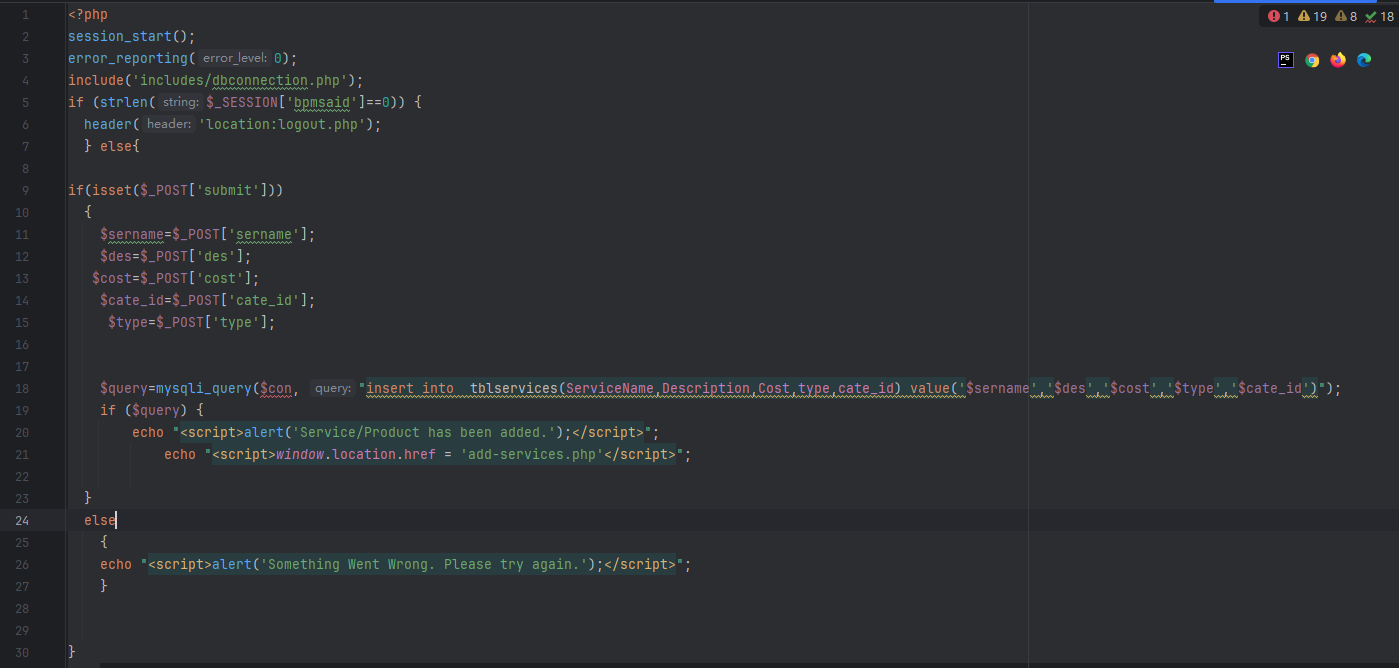 1 <?php
2 session_start();
3 error_reporting( error_level: 0);
4 include('includes/dbconnection.php');
5 if (strlen( string: $_SESSION['bpmsaid']==0)) {
6 header( header: 'location:logout.php');
7 } else{
8
9 if(isset($_POST['submit']))
10 {
11 $sername=$_POST['sername'];
12 $des=$_POST['des'];
13 $cost=$_POST['cost'];
14 $cate_id=$_POST['cate_id'];
15 $type=$_POST['type'];
16
17
18 $query=mysqli_query($con, query: "insert into  tblservices(ServiceName,Description,Cost,type,cate_id) value('$sername','$des','$cost','$type','$cate_id')");
19 if ($query) {
20 echo "<script>alert('Service/Product has been added.');</script>";
21 echo "<script>window.location.href = 'add-services.php'</script>";
22
23 }
24 else
25 {
26 echo "<script>alert('Something Went Wrong. Please try again.');</script>";
27 }
28
29
30 }
1 19 8 18
PS